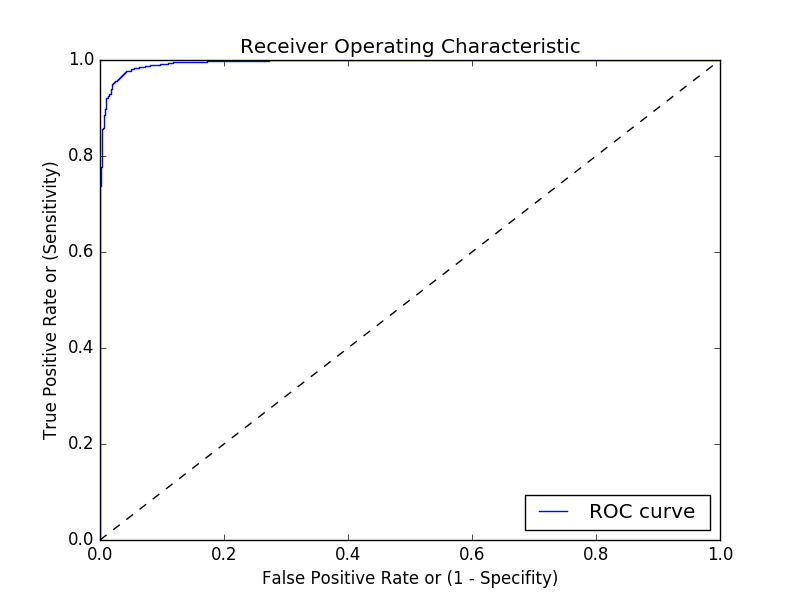 Receiver Operating Characteristic
1.0
0.8
0.6
0.4
0.2
0.0
True Positive Rate or (Sensitivity)
ROC curve
0.0 0.2 0.4 0.6 0.8 1.0
False Positive Rate or (1 - Specifity)